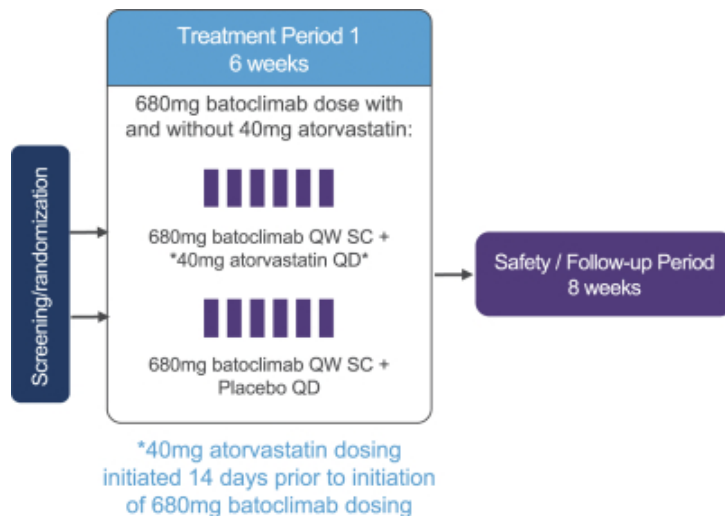 Screening/randomization
Treatment Period 1
6 weeks
680mg batoclimab dose with
and without 40mg atorvastatin:
680mg batoclimab QW SC +
*40mg atorvastatin QD*
680mg batoclimab QW SC +
Placebo QD
*40mg atorvastatin dosing
initiated 14 days prior to initiation
of 680mg batoclimab dosing
Safety / Follow-up Period
8 weeks